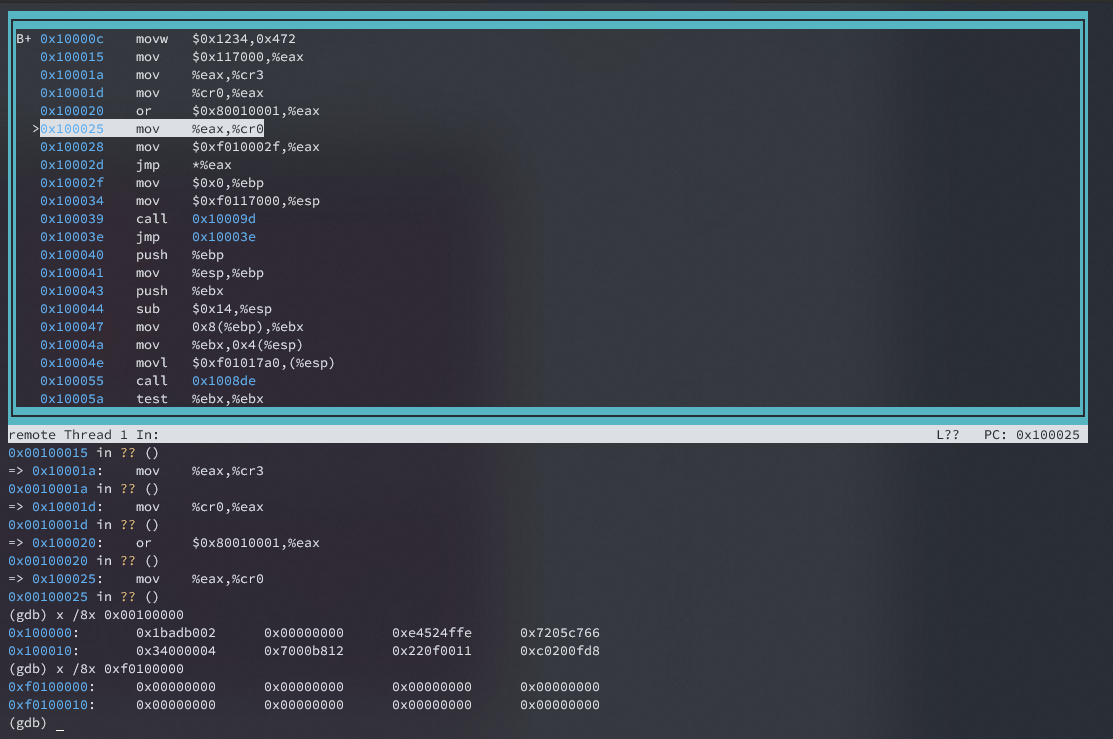 B+ 0x10000c    movw   $0x1234,0x472
   0x100015    mov    $0x117000,%eax
   0x10001a    mov    %eax,%cr3
   0x10001d    mov    %cr0,%eax
   0x100020    or     $0x80010001,%eax
  >0x100025    mov    %eax,%cr0
   0x100028    mov    $0xf010002f,%eax
   0x10002d    jmp    *%eax
   0x10002f    mov    $0x0,%ebp
   0x100034    mov    $0xf0117000,%esp
   0x100039    call   0x10009d
   0x10003e    jmp    0x10003e
   0x100040    push   %ebp
   0x100041    mov    %esp,%ebp
   0x100043    push   %ebx
   0x100044    sub    $0x14,%esp
   0x100047    mov    0x8(%ebp),%ebx
   0x10004a    mov    %ebx,0x4(%esp)
   0x10004e    movl   $0xf01017a0,(%esp)
   0x100055    call   0x1008de
   0x10005a    test   %ebx,%ebx
remote Thread 1 In:                    L??   PC: 0x100025
0x00100015 in ?? ()
=> 0x10001a:    mov    %eax,%cr3
0x0010001a in ?? ()
=> 0x10001d:    mov    %cr0,%eax
0x0010001d in ?? ()
=> 0x100020:    or     $0x80010001,%eax
0x00100020 in ?? ()
=> 0x100025:    mov    %eax,%cr0
0x00100025 in ?? ()
(gdb) x /8x 0x00100000
0x100000:       0x1badb002      0x00000000      0xe4524ffe      0x7205c766
0x100010:       0x34000004      0x7000b812      0x220f0011      0xc0200fd8
(gdb) x /8x 0xf0100000
0xf0100000:     0x00000000      0x00000000      0x00000000      0x00000000
0xf0100010:     0x00000000      0x00000000      0x00000000      0x00000000
(gdb) _